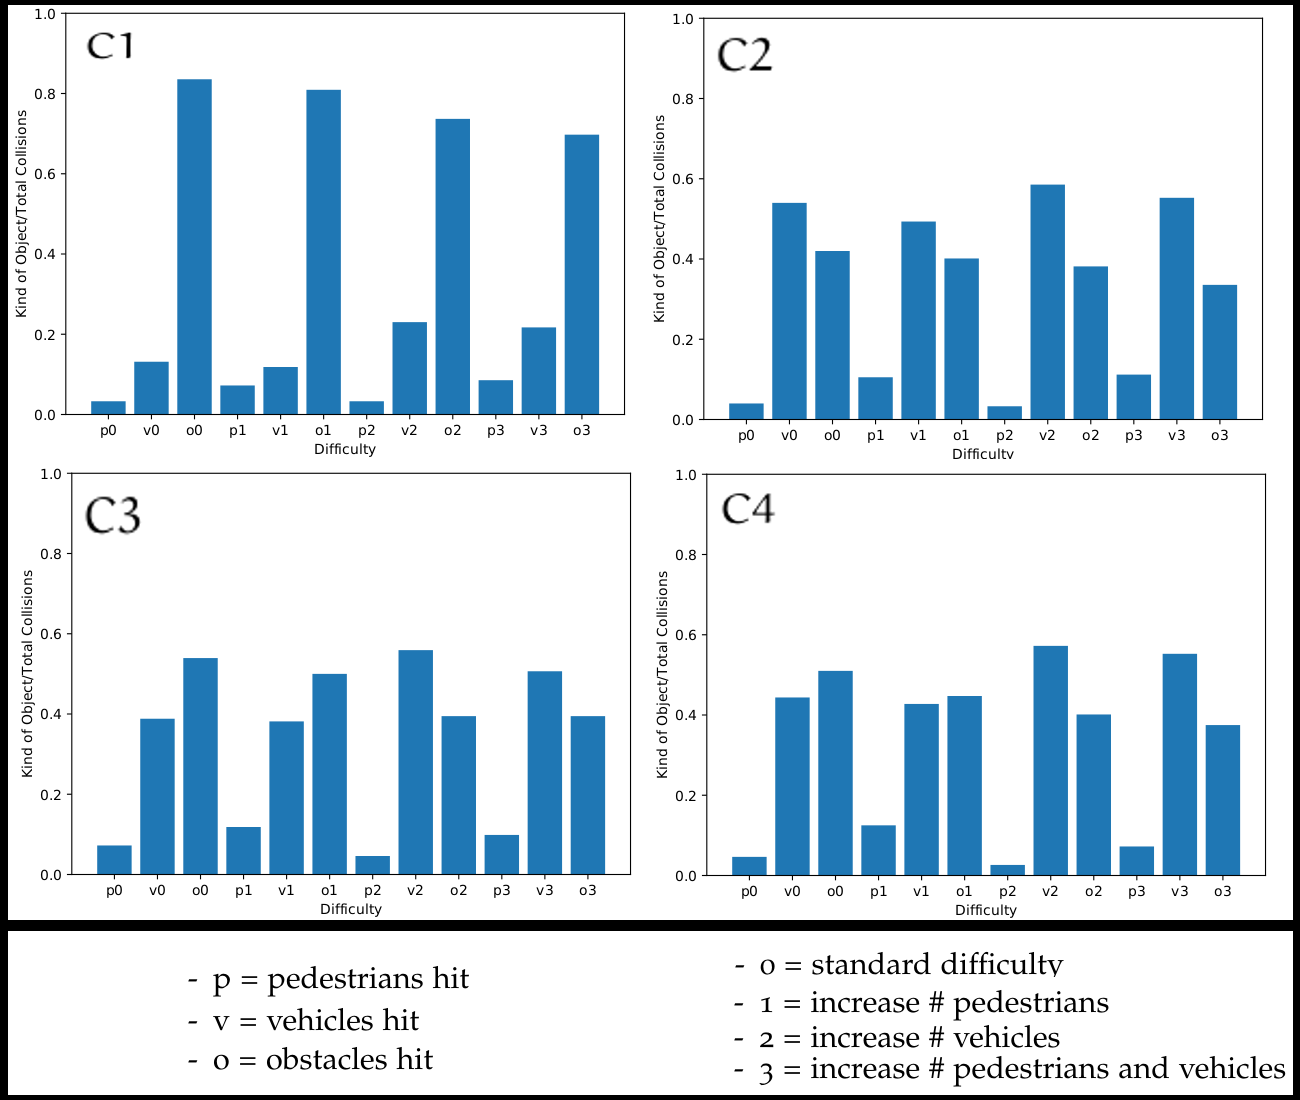 C1
Kind of Object/Total Collisions
1.0
0.8
0.6
0.4
0.2
0.0
p0 v0 o0 p1 v1 o1 p2 v2 o2 p3 v3 o3
Difficulty
C2
Kind of Object/Total Collisions
1.0
0.8
0.6
0.4
0.2
0.0
p0 v0 o0 p1 v1 o1 p2 v2 o2 p3 v3 o3
Difficulty
C3
Kind of Object/Total Collisions
1.0
0.8
0.6
0.4
0.2
0.0
p0 v0 o0 p1 v1 o1 p2 v2 o2 p3 v3 o3
Difficulty
C4
Kind of Object/Total Collisions
1.0
0.8
0.6
0.4
0.2
0.0
p0 v0 o0 p1 v1 o1 p2 v2 o2 p3 v3 o3
Difficulty
- p = pedestrians hit
- v = vehicles hit
- o = obstacles hit
- 0 = standard difficulty
- 1 = increase # pedestrians
- 2 = increase # vehicles
- 3 = increase # pedestrians and vehicles